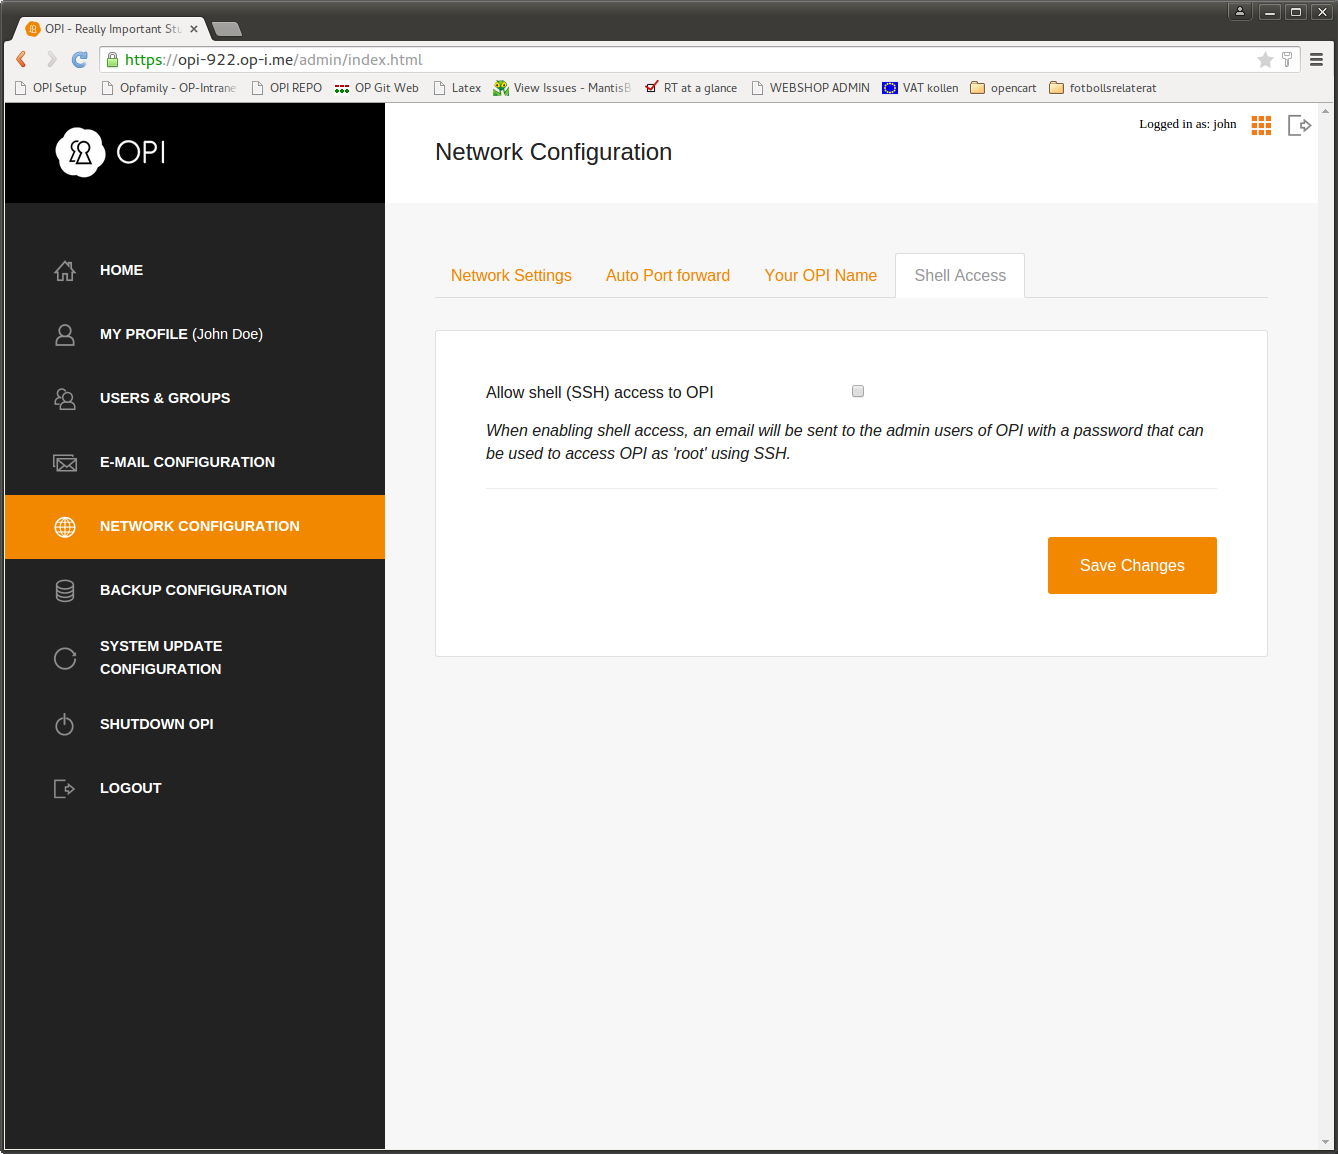 OPI - Really Important Stu
https://opi-922.op-i.me/admin/index.html
OPI Setup Opfamily - OP-Intrane OPI REPO OP Git Web Latex View Issues - MantisB RT at a glance WEBSHOP ADMIN VAT kollen opencart fotbollsrelaterat
OPI
Logged in as: john
Network Configuration
HOME
MY PROFILE (John Doe)
USERS & GROUPS
E-MAIL CONFIGURATION
NETWORK CONFIGURATION
BACKUP CONFIGURATION
SYSTEM UPDATE
CONFIGURATION
SHUTDOWN OPI
LOGOUT
Network Settings Auto Port forward Your OPI Name Shell Access
Allow shell (SSH) access to OPI
When enabling shell access, an email will be sent to the admin users of OPI with a password that can
be used to access OPI as 'root' using SSH.
Save Changes